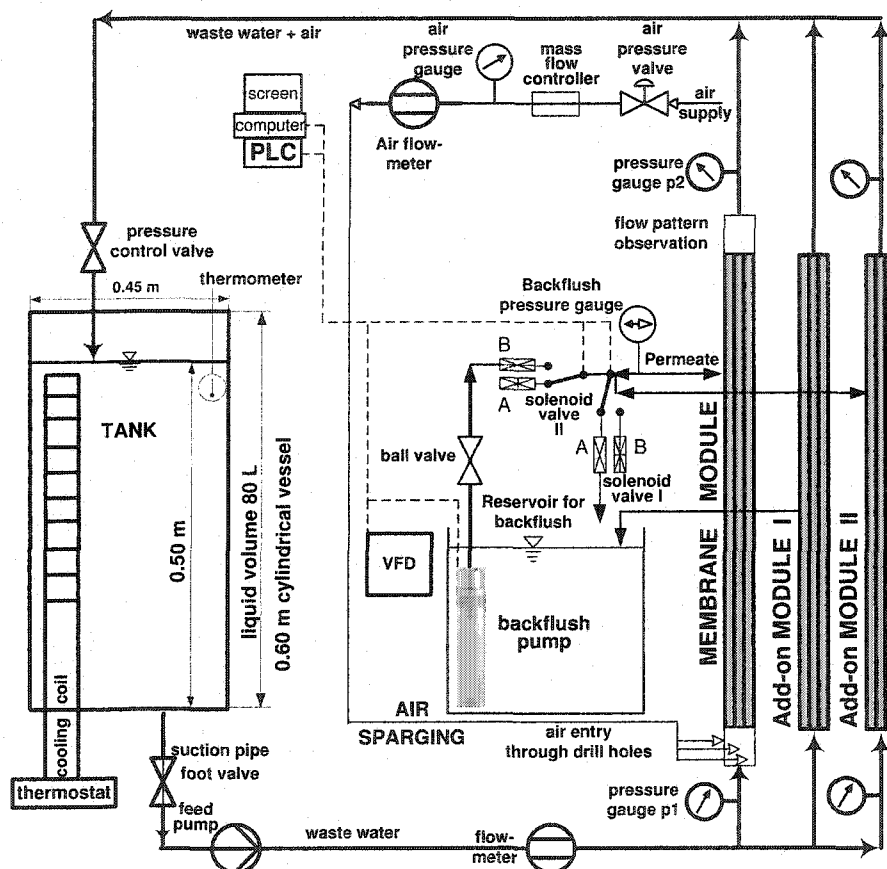 waste water + air
air
pressure
gauge
mass
flow
controller
air
pressure
valve
air
supply
screen
computer
PLC
Air flow-
meter
pressure
gauge p2
flow pattern
observation
pressure
control valve
thermometer
0.45 m
Backflush
pressure gauge
B
A
Permeate
solenoid
valve
II
TANK
ball valve
A
B
solenoid
valve I
Reservoir for
backflush
0.50 m
liquid volume 80 L
0.60 m cylindrical vessel
VFD
backflush
pump
MEMBRANE MODULE
Add-on MODULE I
Add-on MODULE II
cooling coil
AIR
SPARGING
air entry
through drill holes
suction pipe
foot valve
thermostat
feed
pump
waste water
flow-
meter
pressure
gauge p1